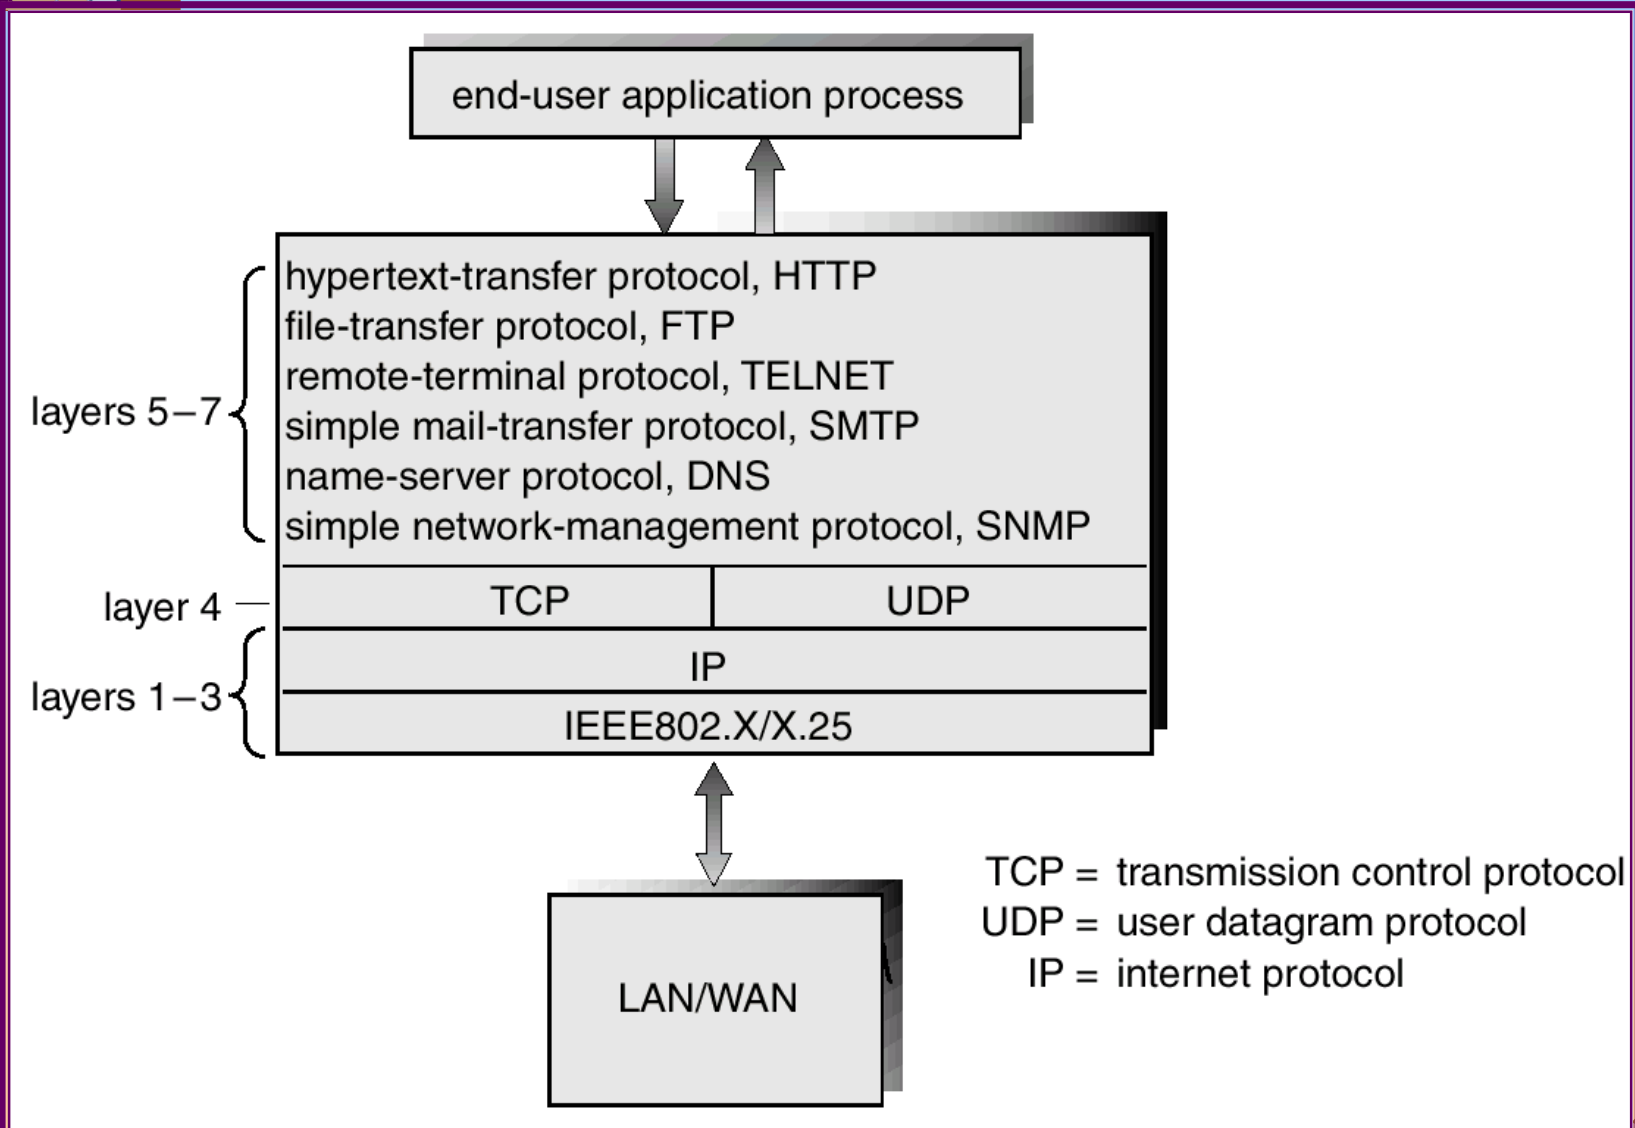 end-user application process
hypertext-transfer protocol, HTTP
file-transfer protocol, FTP
remote-terminal protocol, TELNET
simple mail-transfer protocol, SMTP
name-server protocol, DNS
simple network-management protocol, SNMP
layers 5–7
layer 4
TCP
UDP
layers 1–3
IP
IEEE802.X/X.25
LAN/WAN
TCP = transmission control protocol
UDP = user datagram protocol
IP = internet protocol